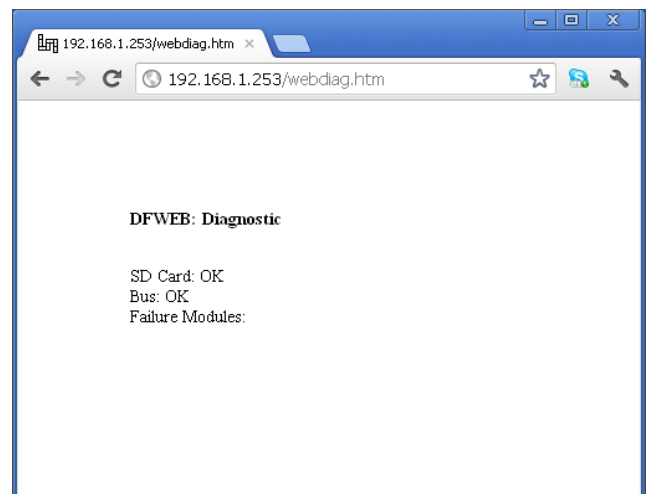 192.168.1.253/webdiag.htm
192.168.1.253/webdiag.htm
DFWEB: Diagnostic
SD Card: OK
Bus: OK
Failure Modules: